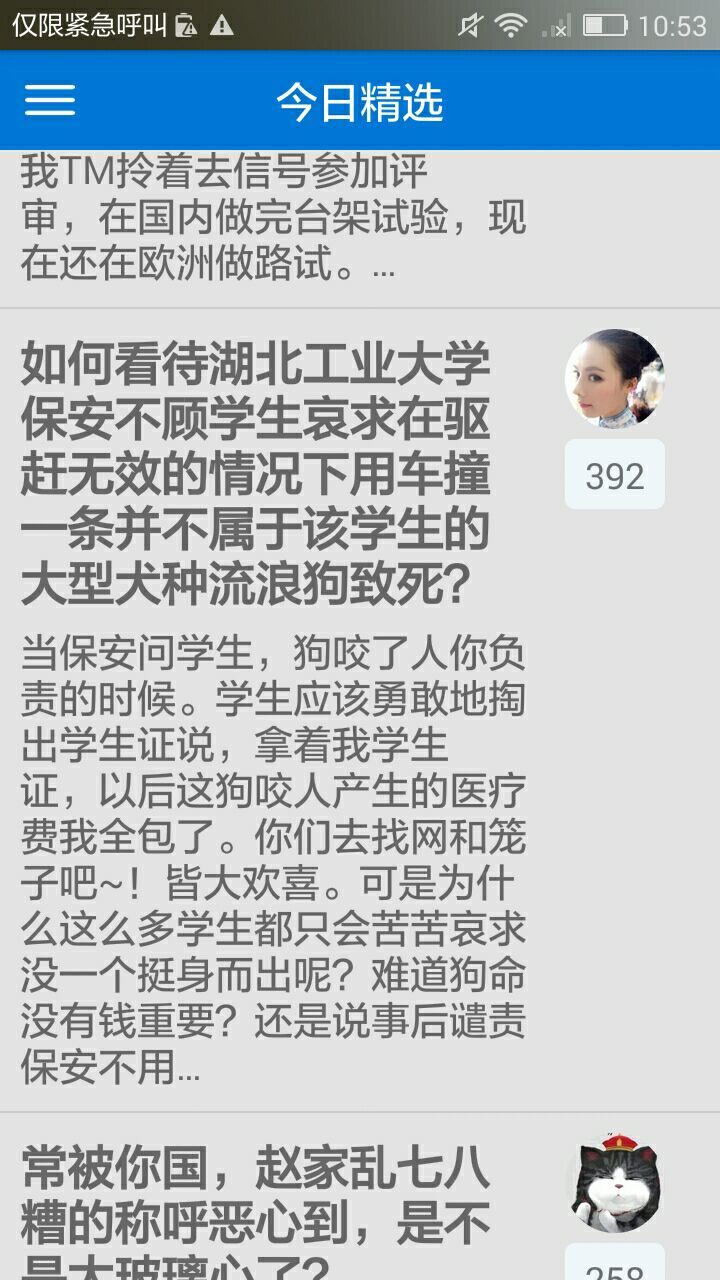 仅限紧急呼叫
10:53
今日精选
我TM拎着去信号参加评
审，在国内做完台架试验，现
在还在欧洲做路试。...
如何看待湖北工业大学
保安不顾学生哀求在驱
赶无效的情况下用车撞
一条并不属于该学生的
大型犬种流浪狗致死？
392
当保安问学生，狗咬了人你负
责的时候。学生应该勇敢地掏
出学生证说，拿着我学生
证，以后这狗咬人产生的医疗
费我全包了。你们去找网和笼
子吧~！皆大欢喜。可是为什
么这么多学生都只会苦苦哀求
没一个挺身而出呢？难道狗命
没有钱重要？还是说事后谴责
保安不用...
常被你国，赵家乱七八
糟的称呼恶心到，是不
是太玻璃心了？
258